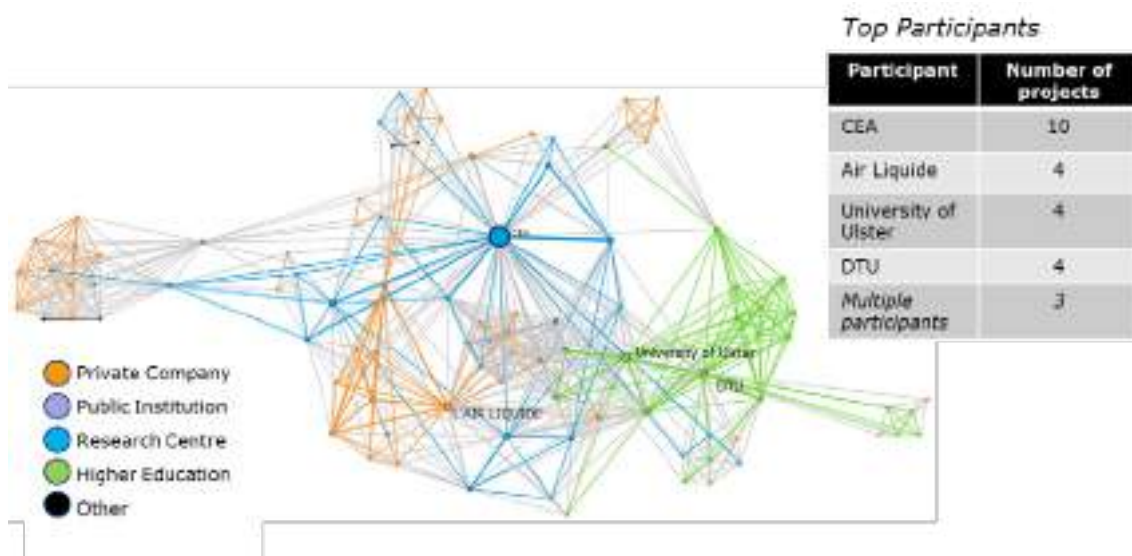 Top Participants
Participant
Number of
projects
CEA
10
Air Liquide
4
University of
Ulster
4
DTU
4
Multiple
participants
3
CEA
University of Ulster
DTU
AIR LIQUIDE
Private Company
Public Institution
Research Centre
Higher Education
Other